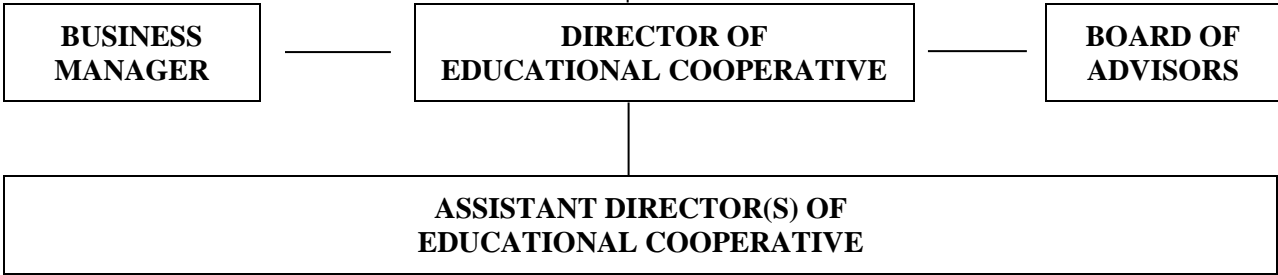 BUSINESS
MANAGER
DIRECTOR OF
EDUCATIONAL COOPERATIVE
BOARD OF
ADVISORS
ASSISTANT DIRECTOR(S) OF
EDUCATIONAL COOPERATIVE